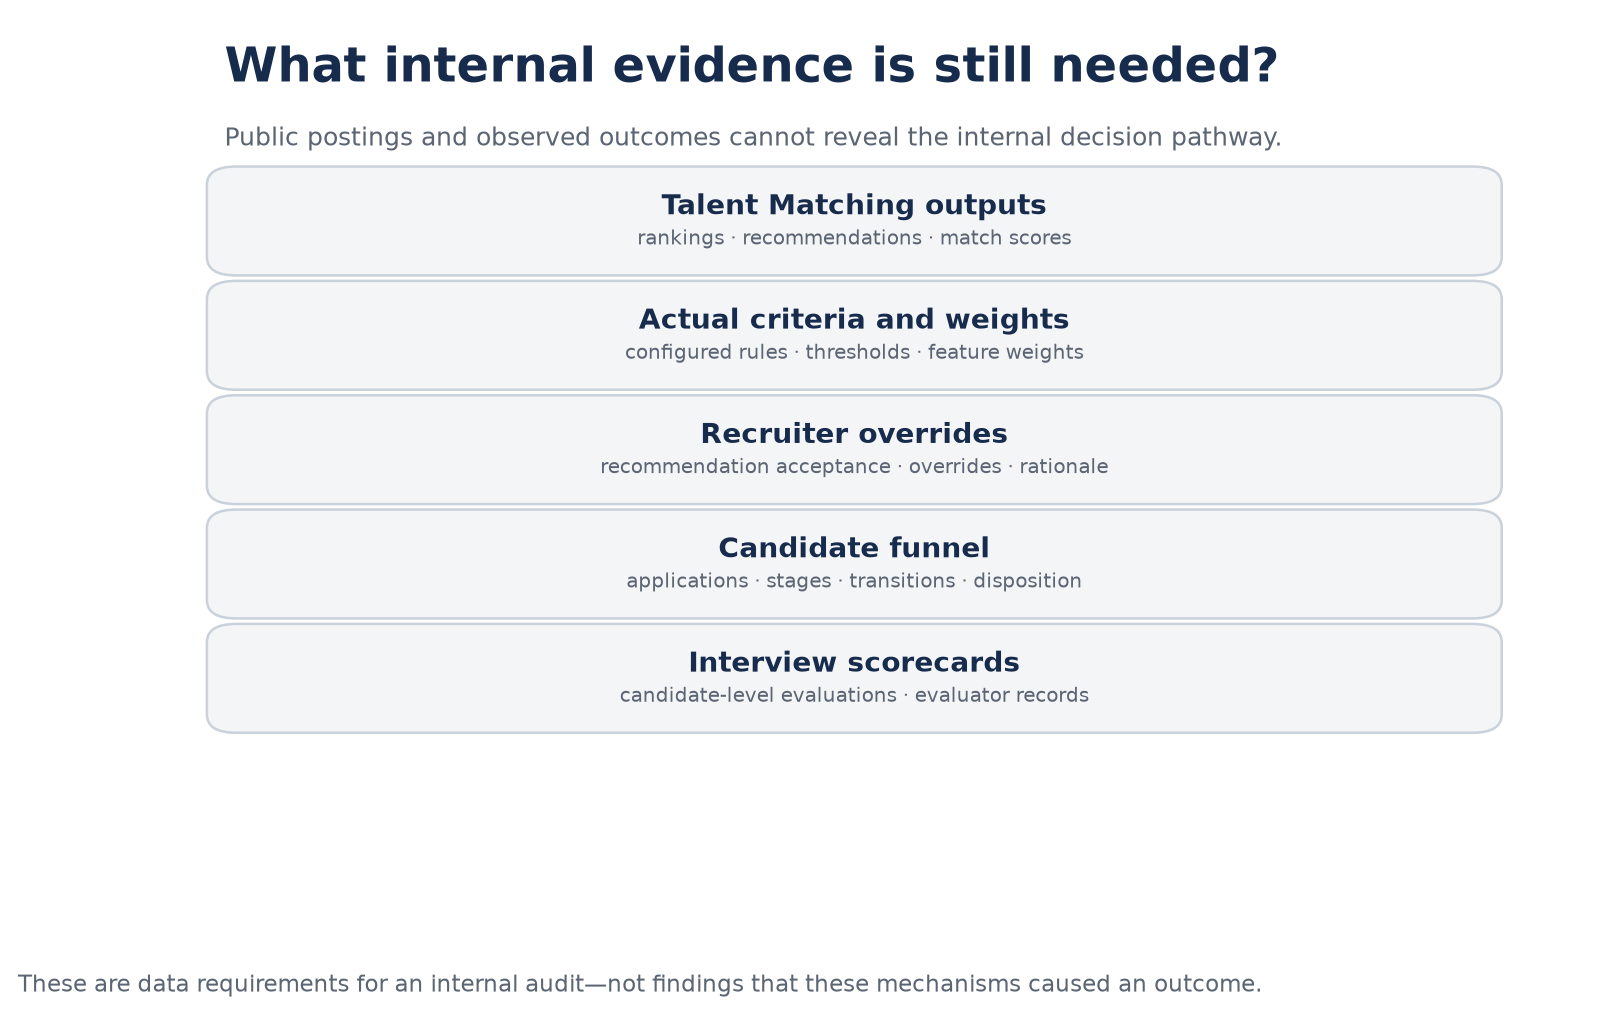 What internal evidence is still needed?
Public postings and observed outcomes cannot reveal the internal decision pathway.
Talent Matching outputs
rankings · recommendations · match scores
Actual criteria and weights
configured rules · thresholds · feature weights
Recruiter overrides
recommendation acceptance · overrides · rationale
Candidate funnel
applications · stages · transitions · disposition
Interview scorecards
candidate-level evaluations · evaluator records
These are data requirements for an internal audit—not findings that these mechanisms caused an outcome.